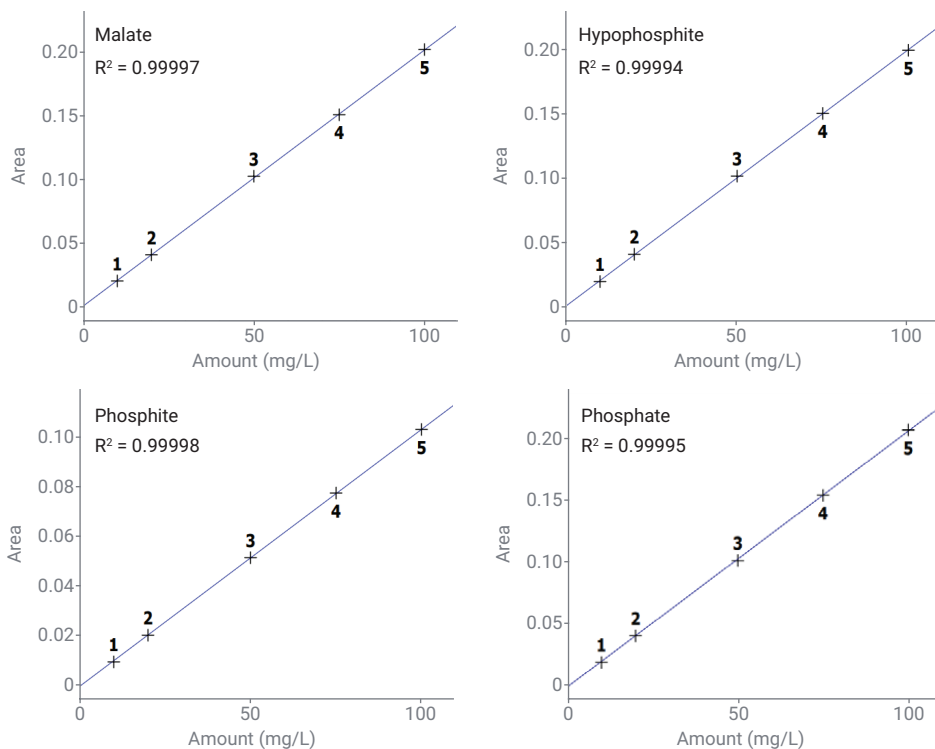 Malate
R² = 0.99997
0.20
0.15
0.10
0.05
0
Area
1
2
3
4
5
0 50 100
Amount (mg/L)
Hypophosphite
R² = 0.99994
0.20
0.15
0.10
0.05
0
Area
1
2
3
4
5
0 50 100
Amount (mg/L)
Phosphite
R² = 0.99998
0.10
0.08
0.06
0.04
0.02
0
Area
1
2
3
4
5
0 50 100
Amount (mg/L)
Phosphate
R² = 0.99995
0.20
0.15
0.10
0.05
0
Area
1
2
3
4
5
0 50 100
Amount (mg/L)